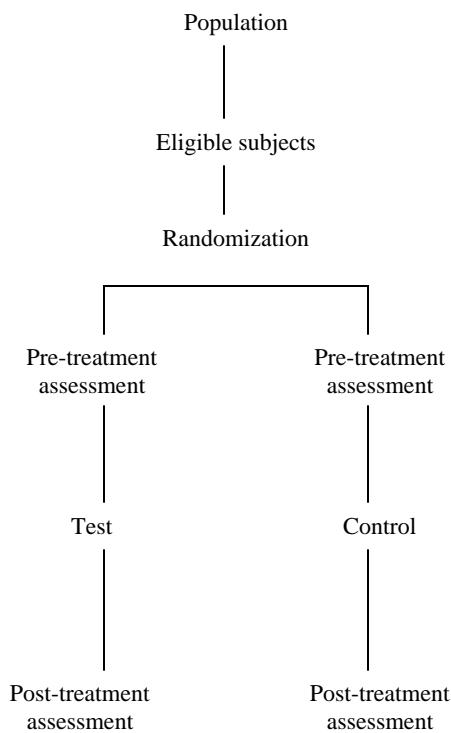 Population
Eligible subjects
Randomization
Pre-treatment
assessment
Pre-treatment
assessment
Test
Control
Post-treatment
assessment
Post-treatment
assessment